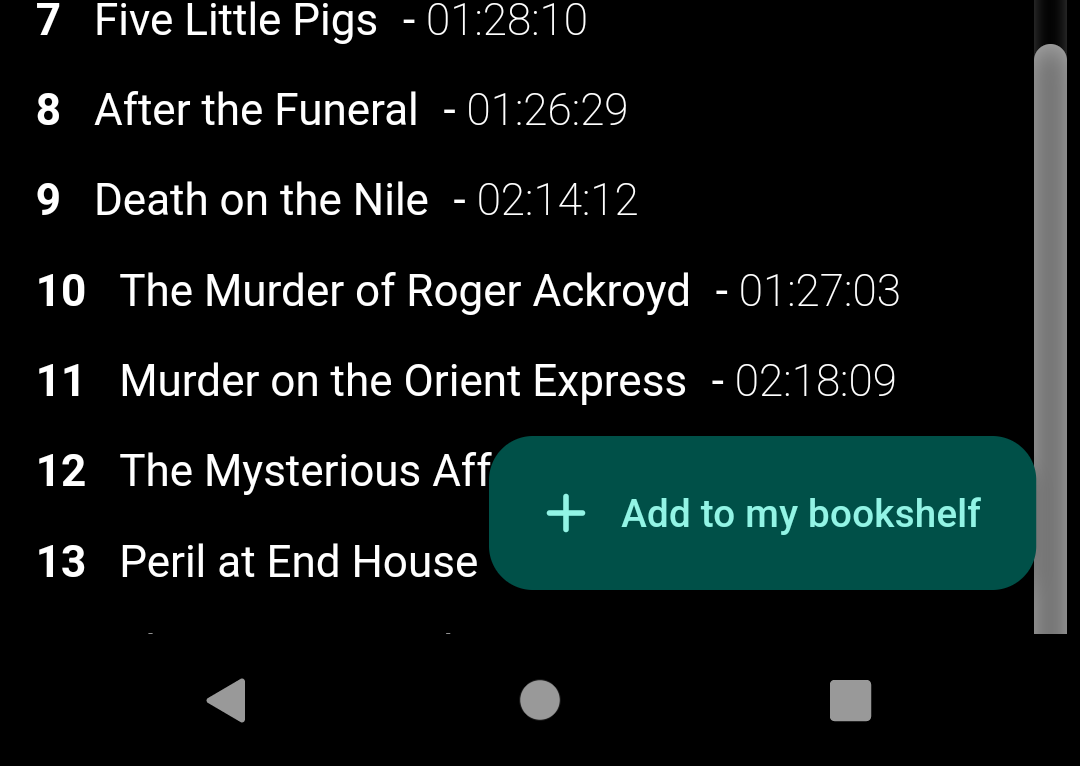 7 Five Little Pigs - 01:28:10
8 After the Funeral - 01:26:29
9 Death on the Nile - 02:14:12
10 The Murder of Roger Ackroyd - 01:27:03
11 Murder on the Orient Express - 02:18:09
12 The Mysterious Aff
+ Add to my bookshelf
13 Peril at End House